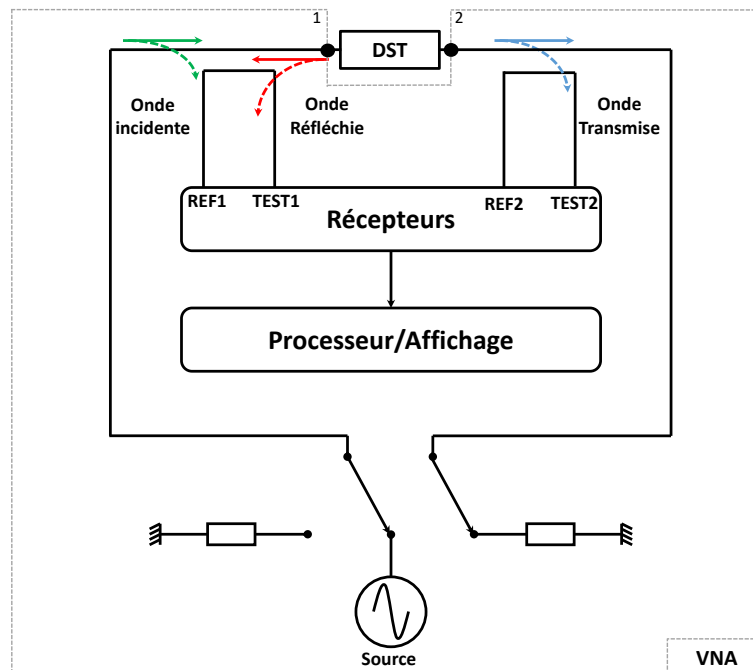 1
2
DST
Onde
incidente
Onde
Réfléchie
Onde
Transmise
REF1
TEST1
REF2
TEST2
Récepteurs
Processeur/Affichage
Source
VNA